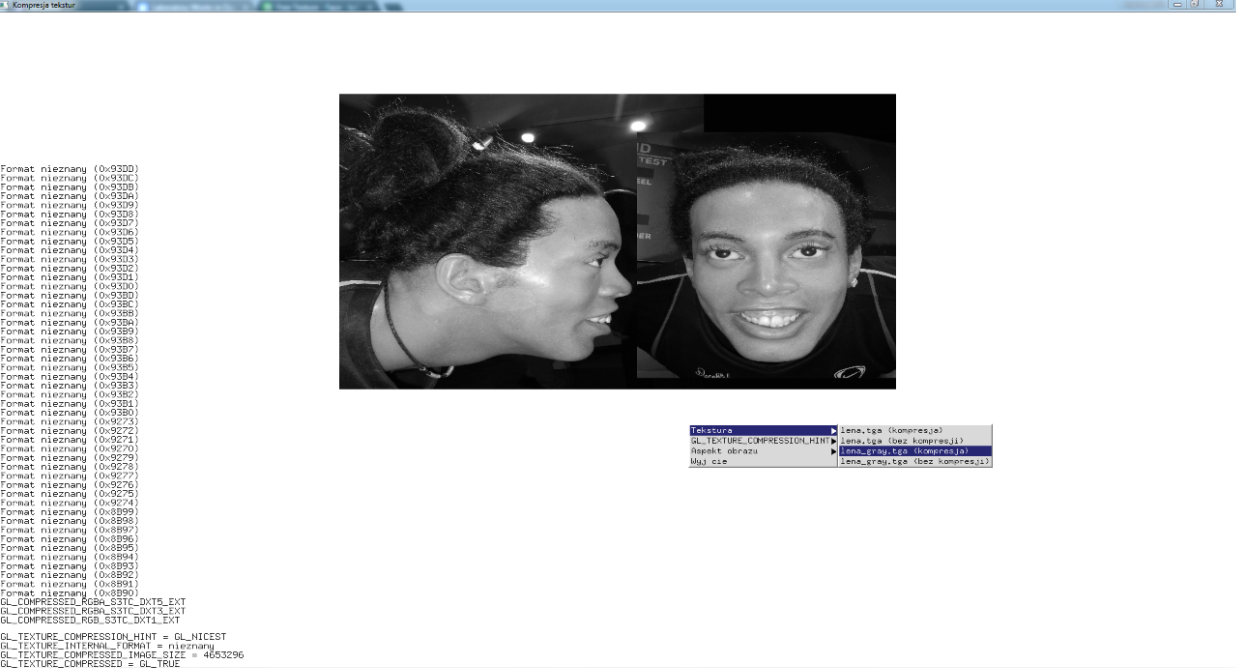 Kompresja tekstur
D
TEST
EL
ER
Format nieznany (0x93DD)
Format nieznany (0x93DC)
Format nieznany (0x93DB)
Format nieznany (0x93DA)
Format nieznany (0x93D9)
Format nieznany (0x93D8)
Format nieznany (0x93D7)
Format nieznany (0x93D6)
Format nieznany (0x93D5)
Format nieznany (0x93D4)
Format nieznany (0x93D3)
Format nieznany (0x93D2)
Format nieznany (0x93D1)
Format nieznany (0x93D0)
Format nieznany (0x93BD)
Format nieznany (0x93BC)
Format nieznany (0x93BB)
Format nieznany (0x93BA)
Format nieznany (0x93B9)
Format nieznany (0x93B8)
Format nieznany (0x93B7)
Format nieznany (0x93B6)
Format nieznany (0x93B5)
Format nieznany (0x93B4)
Format nieznany (0x93B3)
Format nieznany (0x93B2)
Format nieznany (0x93B1)
Format nieznany (0x93B0)
Format nieznany (0x9273)
Format nieznany (0x9272)
Format nieznany (0x9271)
Format nieznany (0x9270)
Format nieznany (0x9279)
Format nieznany (0x9278)
Format nieznany (0x9277)
Format nieznany (0x9276)
Format nieznany (0x9275)
Format nieznany (0x9274)
Format nieznany (0x8B99)
Format nieznany (0x8B98)
Format nieznany (0x8B97)
Format nieznany (0x8B96)
Format nieznany (0x8B95)
Format nieznany (0x8B94)
Format nieznany (0x8B93)
Format nieznany (0x8B92)
Format nieznany (0x8B91)
Format nieznany (0x8B90)
GL_COMPRESSED_RGBA_S3TC_DXT5_EXT
GL_COMPRESSED_RGBA_S3TC_DXT3_EXT
GL_COMPRESSED_RGB_S3TC_DXT1_EXT
GL_TEXTURE_COMPRESSION_HINT = GL_NICEST
GL_TEXTURE_INTERNAL_FORMAT = nieznany
GL_TEXTURE_COMPRESSED_IMAGE_SIZE = 4653296
GL_TEXTURE_COMPRESSED = GL_TRUE
Tekstura
GL_TEXTURE_COMPRESSION_HINT
Aspekt obrazu
Wyj cie
lena.tga (kompresja)
lena.tga (bez kompresji)
lena_gray.tga (kompresja)
lena_gray.tga (bez kompresji)